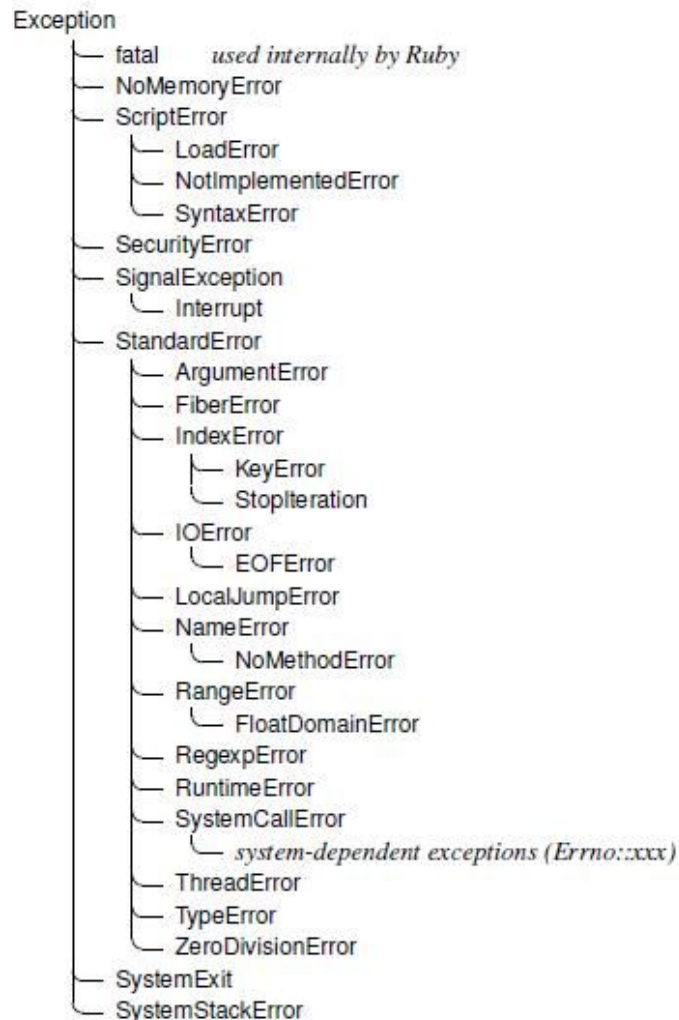 Exception
fatal used internally by Ruby
NoMemoryError
ScriptError
LoadError
NotImplementedError
SyntaxError
SecurityError
SignalException
Interrupt
StandardError
ArgumentError
FiberError
IndexError
KeyError
StopIteration
IOError
EOFError
LocalJumpError
NameError
NoMethodError
RangeError
FloatDomainError
RegexpError
RuntimeError
SystemCallError
system-dependent exceptions (Errno::xxx)
ThreadError
TypeError
ZeroDivisionError
SystemExit
SystemStackError